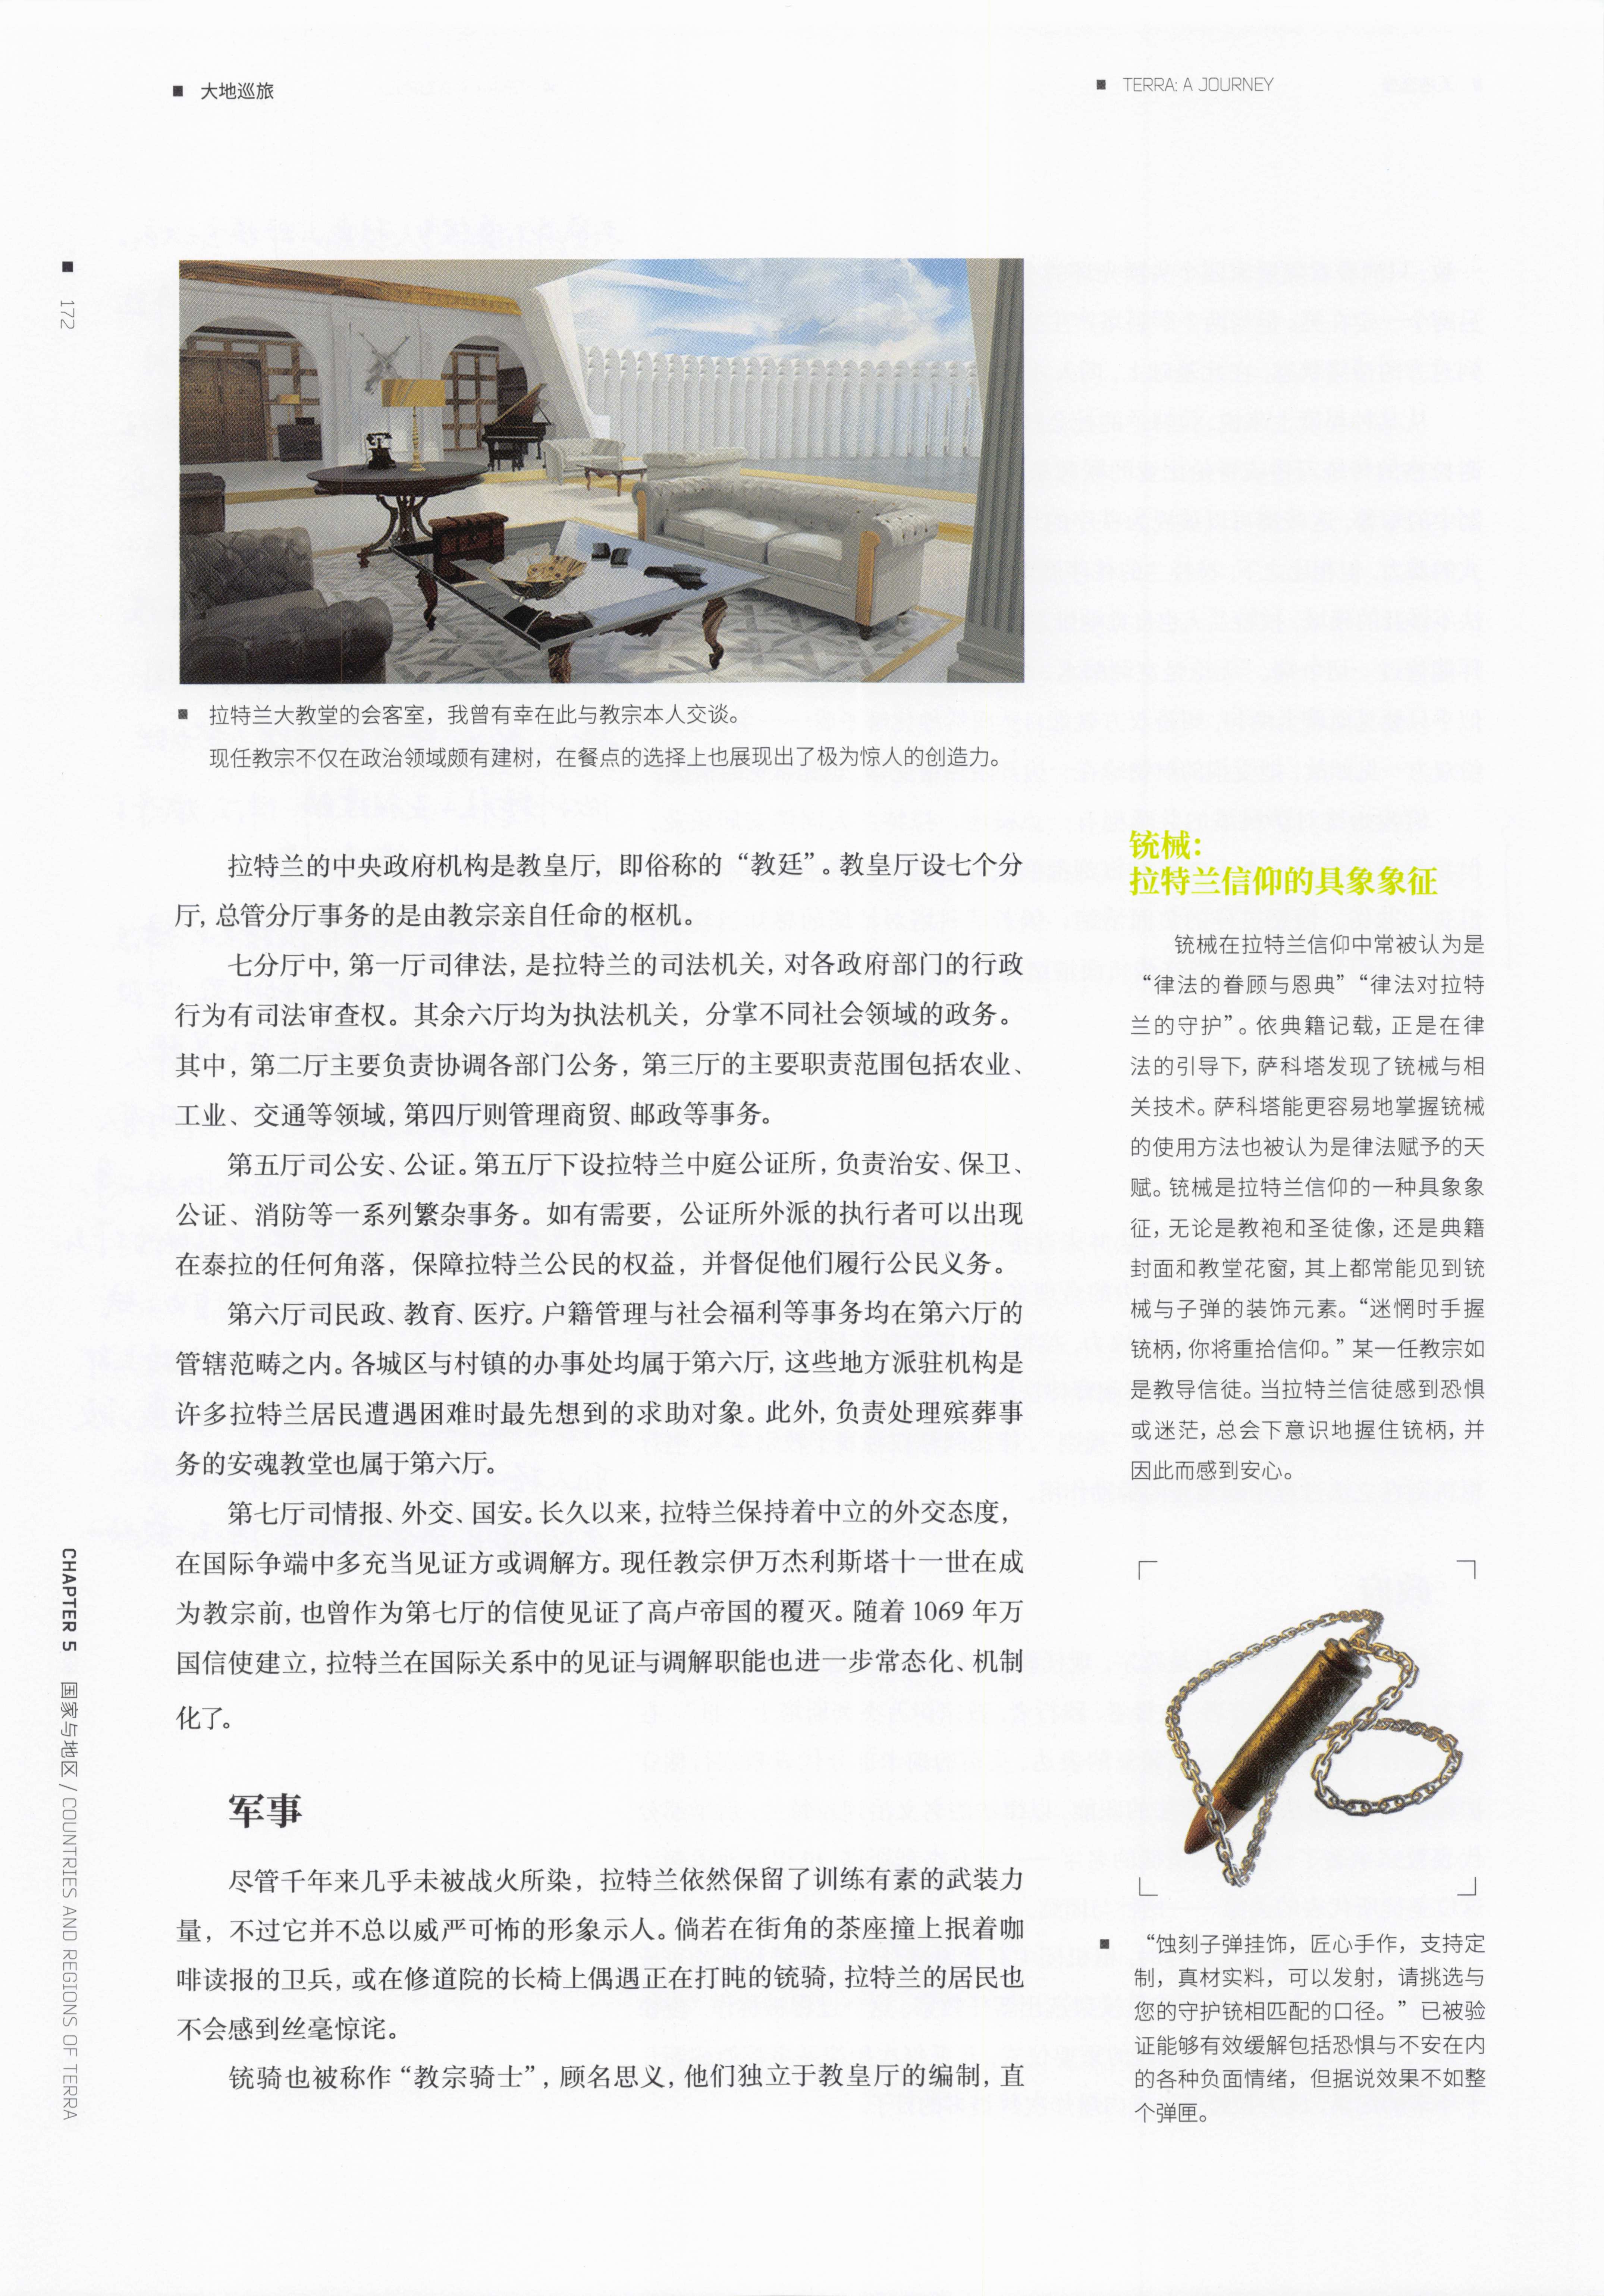 大地巡旅
TERRA: A JOURNEY
172
拉特兰大教堂的会客室，我曾有幸在此与教宗本人交谈。
现任教宗不仅在政治领域颇有建树，在餐点的选择上也展现出了极为惊人的创造力。
拉特兰的中央政府机构是教皇厅，即俗称的“教廷”。教皇厅设七个分
厅，总管分厅事务的是由教宗亲自任命的枢机。
七分厅中，第一厅司律法，是拉特兰的司法机关，对各政府部门的行政
行为有司法审查权。其余六厅均为执法机关，分掌不同社会领域的政务。
其中，第二厅主要负责协调各部门公务，第三厅的主要职责范围包括农业、
工业、交通等领域，第四厅则管理商贸、邮政等事务。
第五厅司公安、公证。第五厅下设拉特兰中庭公证所，负责治安、保卫、
公证、消防等一系列繁杂事务。如有需要，公证所外派的执行者可以出现
在泰拉的任何角落，保障拉特兰公民的权益，并督促他们履行公民义务。
第六厅司民政、教育、医疗。户籍管理与社会福利等事务均在第六厅的
管辖范畴之内。各城区与村镇的办事处均属于第六厅，这些地方派驻机构是
许多拉特兰居民遭遇困难时最先想到的求助对象。此外，负责处理殡葬事
务的安魂教堂也属于第六厅。
第七厅司情报、外交、国安。长久以来，拉特兰保持着中立的外交态度，
在国际争端中多充当见证方或调解方。现任教宗伊万杰利斯塔十一世在成
为教宗前，也曾作为第七厅的信使见证了高卢帝国的覆灭。随着 1069 年万
国信使建立，拉特兰在国际关系中的见证与调解职能也进一步常态化、机制
化了。
军事
尽管千年来几乎未被战火所染，拉特兰依然保留了训练有素的武装力
量，不过它并不总以威严可怖的形象示人。倘若在街角的茶座撞上抿着咖
啡读报的卫兵，或在修道院的长椅上偶遇正在打盹的铳骑，拉特兰的居民也
不会感到丝毫惊诧。
铳骑也被称作“教宗骑士”，顾名思义，他们独立于教皇厅的编制，直
铳械：
拉特兰信仰的具象象征
铳械在拉特兰信仰中常被认为是
“律法的眷顾与恩典”“律法对拉特
兰的守护”。依典籍记载，正是在律
法的引导下，萨科塔发现了铳械与相
关技术。萨科塔能更容易地掌握铳械
的使用方法也被认为是律法赋予的天
赋。铳械是拉特兰信仰的一种具象象
征，无论是教袍和圣徒像，还是典籍
封面和教堂花窗，其上都常能见到铳
械与子弹的装饰元素。“迷惘时手握
铳柄，你将重拾信仰。”某一任教宗如
是教导信徒。当拉特兰信徒感到恐惧
或迷茫，总会下意识地握住铳柄，并
因此而感到安心。
“蚀刻子弹挂饰，匠心手作，支持定
制，真材实料，可以发射，请挑选与
您的守护铳相匹配的口径。”已被验
证能够有效缓解包括恐惧与不安在内
的各种负面情绪，但据说效果不如整
个弹匣。
CHAPTER 5 国家与地区 / COUNTRIES AND REGIONS OF TERRA